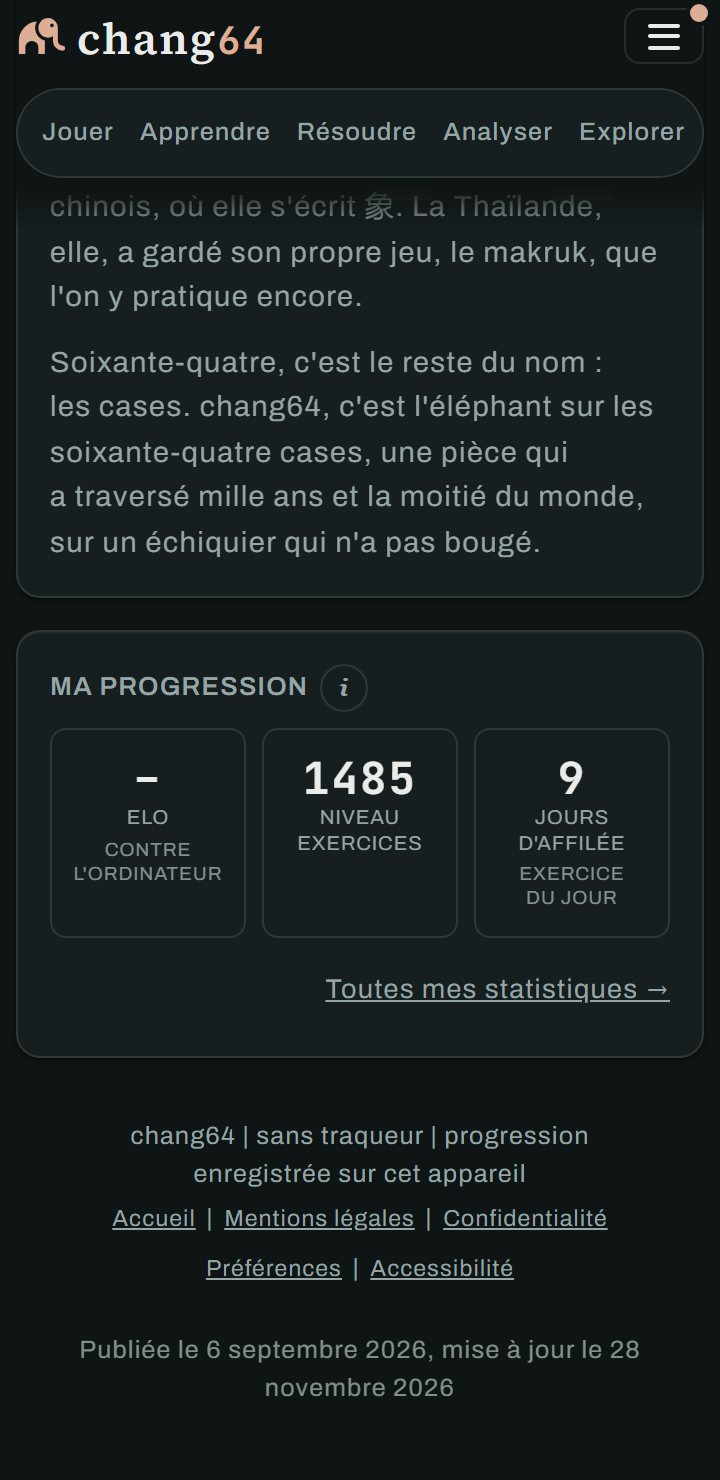 chang64
Jouer Apprendre Résoudre Analyser Explorer
chinois, où elle s'écrit 象. La Thaïlande,
elle, a gardé son propre jeu, le makruk, que
l'on y pratique encore.
Soixante-quatre, c'est le reste du nom :
les cases. chang64, c'est l'éléphant sur les
soixante-quatre cases, une pièce qui
a traversé mille ans et la moitié du monde,
sur un échiquier qui n'a pas bougé.
MA PROGRESSION i
–
ELO
CONTRE
L'ORDINATEUR
1485
NIVEAU
EXERCICES
9
JOURS
D'AFFILÉE
EXERCICE
DU JOUR
Toutes mes statistiques →
chang64 | sans traqueur | progression
enregistrée sur cet appareil
Accueil | Mentions légales | Confidentialité
Préférences | Accessibilité
Publiée le 6 septembre 2026, mise à jour le 28
novembre 2026